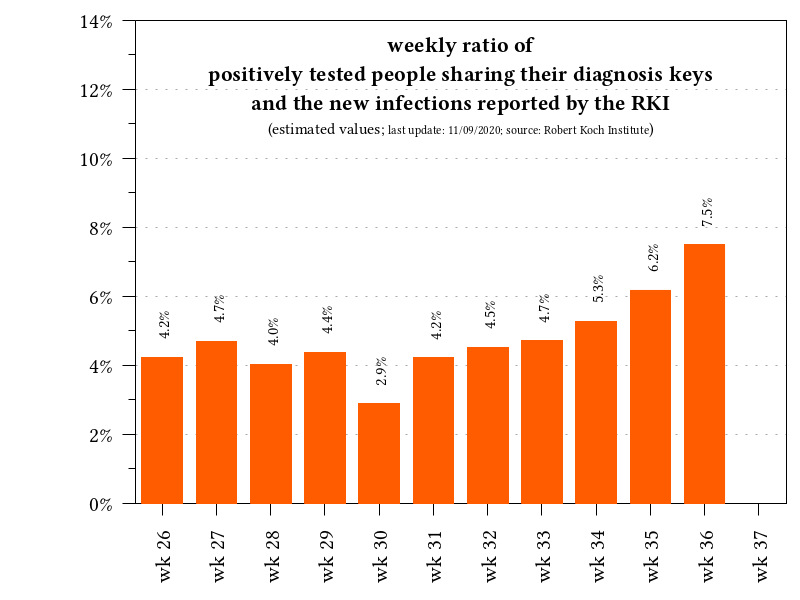 weekly ratio of
positively tested people sharing their diagnosis keys
and the new infections reported by the RKI
(estimated values; last update: 11/09/2020; source: Robert Koch Institute)
14%
12%
10%
8%
6%
4%
2%
0%
4.2%
4.7%
4.0%
4.4%
2.9%
4.2%
4.5%
4.7%
5.3%
6.2%
7.5%
wk 26
wk 27
wk 28
wk 29
wk 30
wk 31
wk 32
wk 33
wk 34
wk 35
wk 36
wk 37